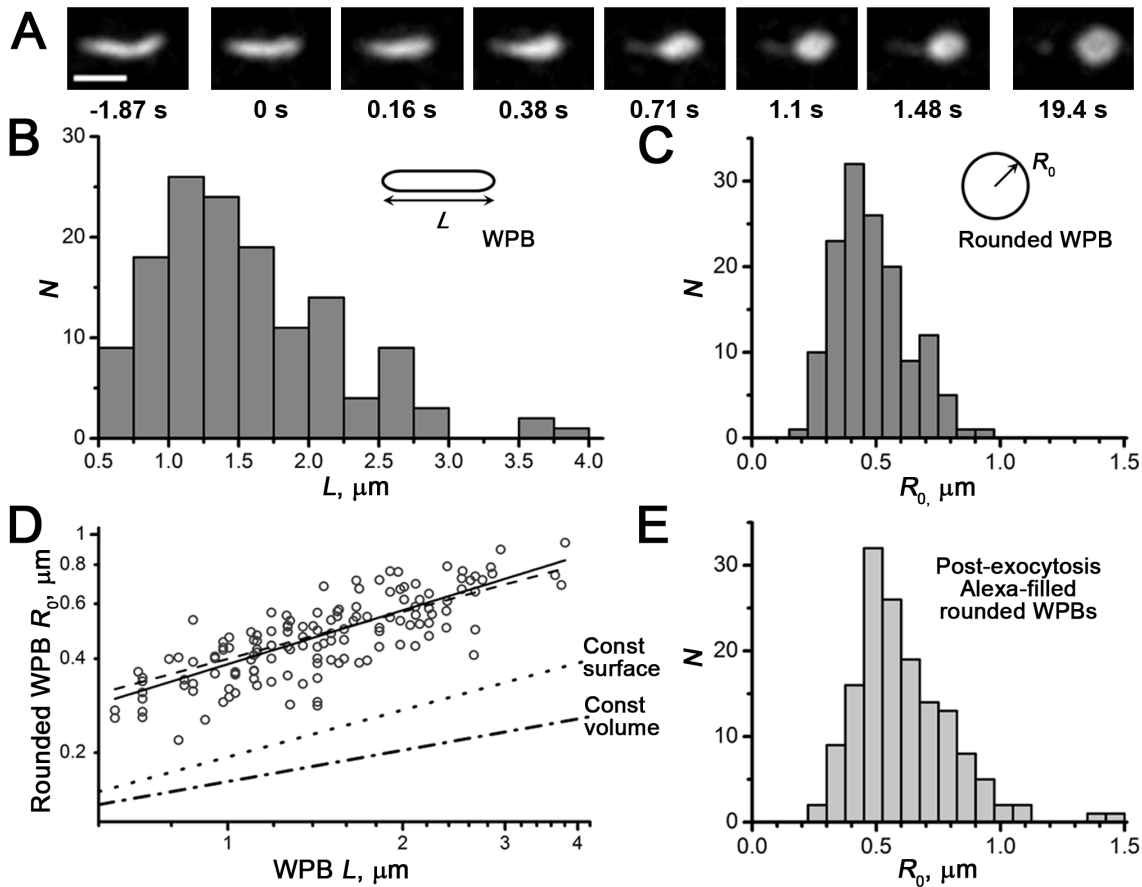 A
-1.87 s 0 s 0.16 s 0.38 s 0.71 s 1.1 s 1.48 s 19.4 s
B
30
20
10
0
N
L
WPB
0.5 1.0 1.5 2.0 2.5 3.0 3.5 4.0
L, μm
C
30
20
10
0
N
R0
Rounded WPB
0.0 0.5 1.0 1.5
R0, μm
D
1
0.8
0.6
0.4
0.2
Rounded WPB R0, μm
Const
surface
Const
volume
1 2 3 4
WPB L, μm
E
30
20
10
0
N
Post-exocytosis
Alexa-filled
rounded WPBs
0.0 0.5 1.0 1.5
R0, μm